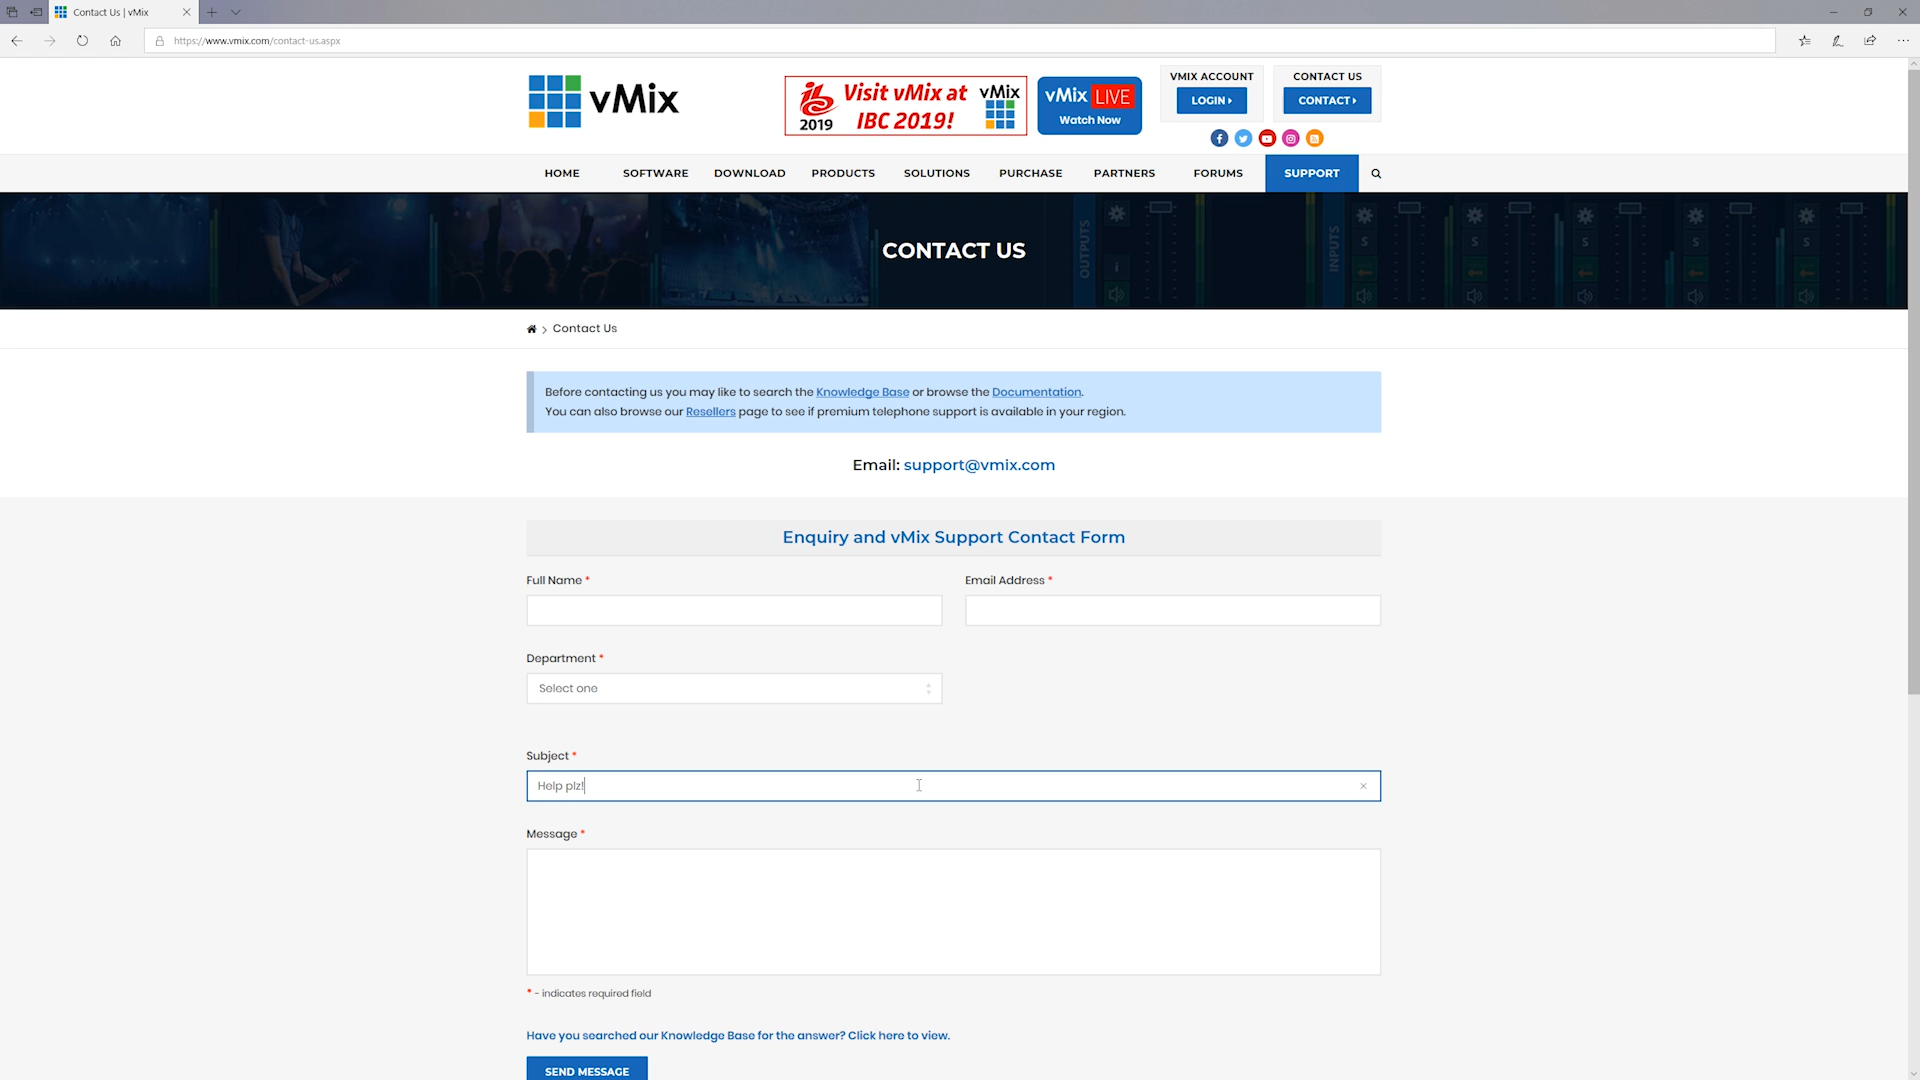 Contact Us | vMix
https://www.vmix.com/contact-us.aspx
vMix
2019
Visit vMix at
IBC 2019!
vMix
vMix LIVE
Watch Now
VMIX ACCOUNT
LOGIN
CONTACT US
CONTACT
HOME
SOFTWARE
DOWNLOAD
PRODUCTS
SOLUTIONS
PURCHASE
PARTNERS
FORUMS
SUPPORT
CONTACT US
OUTPUTS
INPUTS
S
S
S
S
S
Contact Us
Before contacting us you may like to search the Knowledge Base or browse the Documentation.
You can also browse our Resellers page to see if premium telephone support is available in your region.
Email: support@vmix.com
Enquiry and vMix Support Contact Form
Full Name *
Email Address *
Department *
Select one
Subject *
Help plz!
Message *
* - indicates required field
Have you searched our Knowledge Base for the answer? Click here to view.
SEND MESSAGE